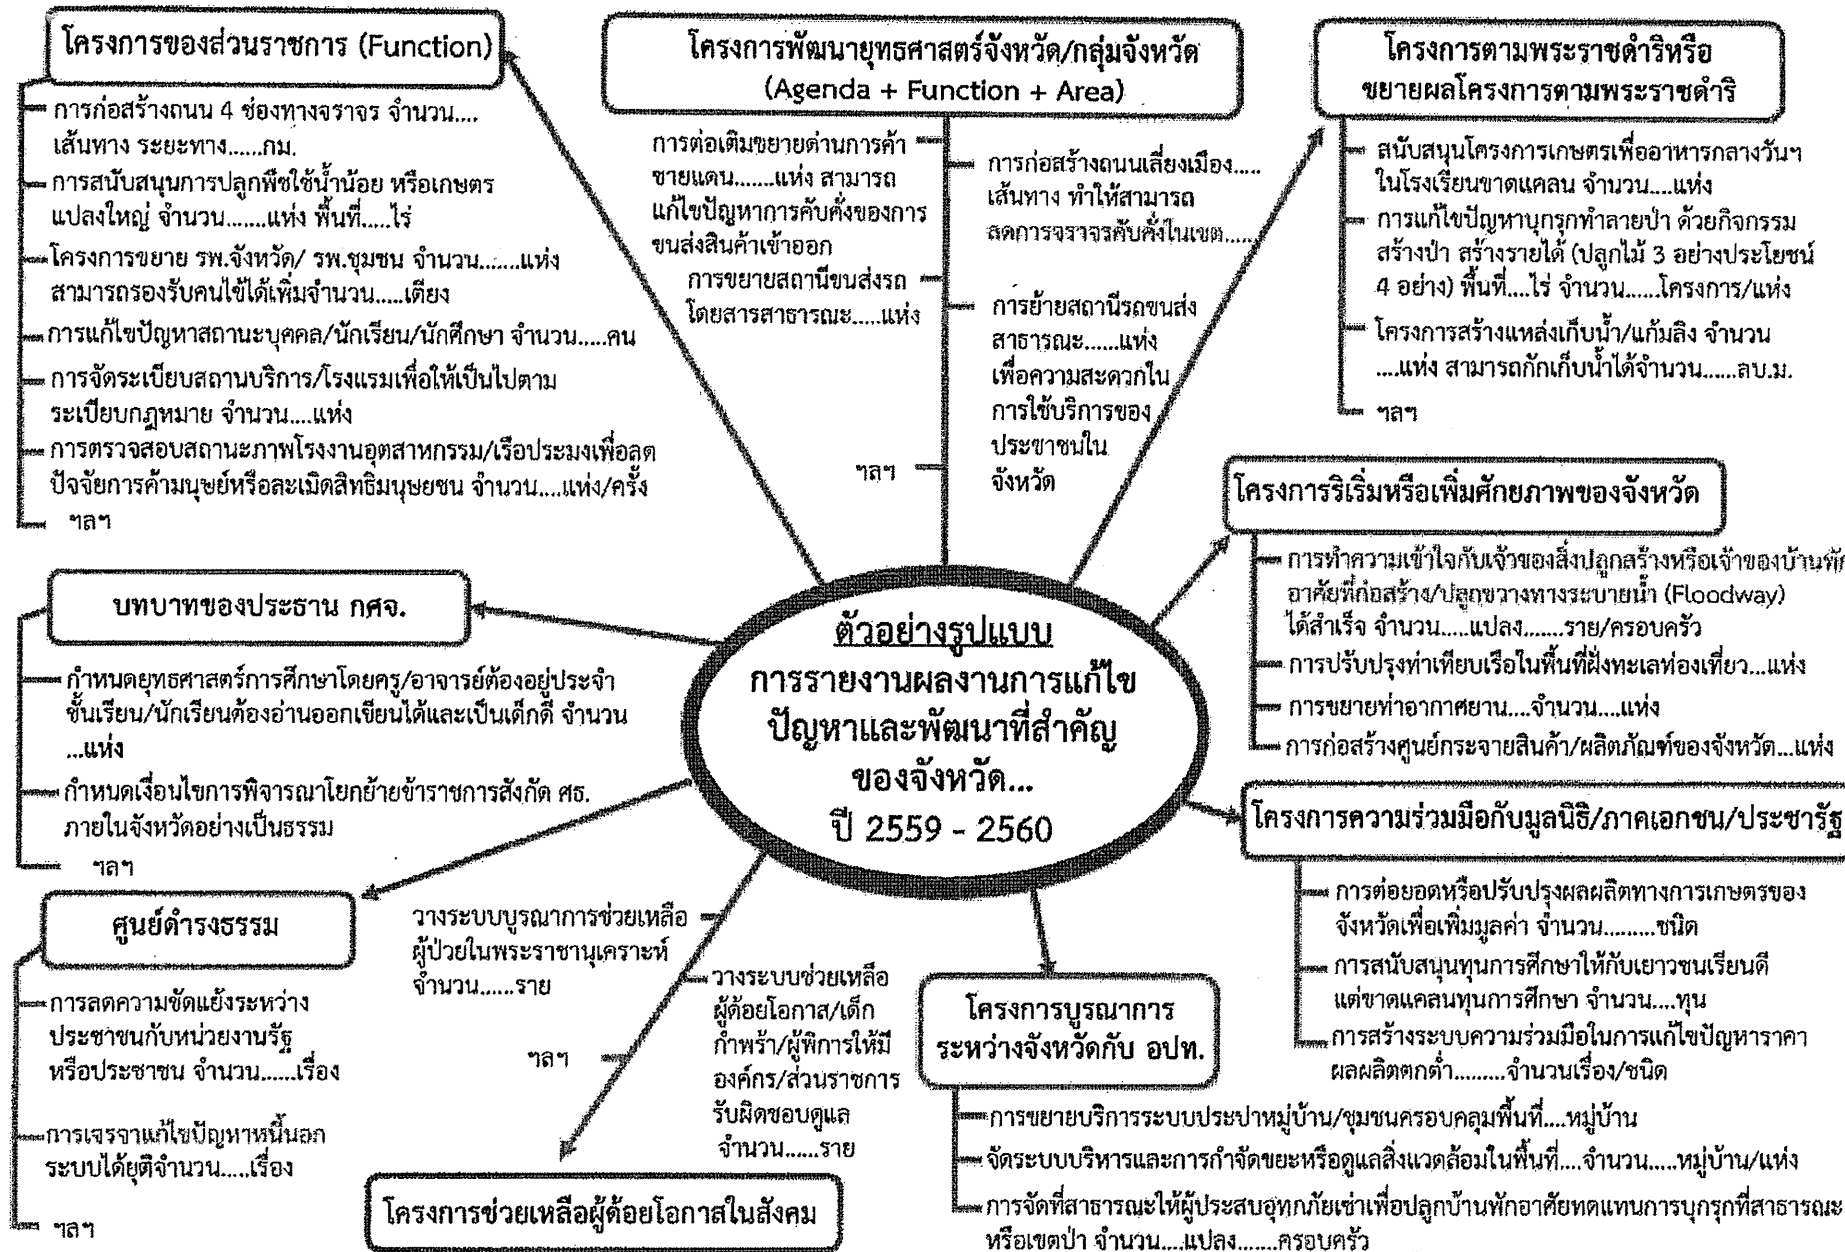 โครงการของส่วนราชการ (Function)
การก่อสร้างถนน 4 ช่องทางจราจร จำนวน....
เส้นทาง ระยะทาง......กม.
การสนับสนุนการปลูกพืชใช้น้ำน้อย หรือเกษตร
แปลงใหญ่ จำนวน.......แห่ง พื้นที่.....ไร่
โครงการขยาย รพ.จังหวัด/ รพ.ชุมชน จำนวน.......แห่ง
สามารถรองรับคนไข้ได้เพิ่มจำนวน.....เตียง
การแก้ไขปัญหาสถานะบุคคล/นักเรียน/นักศึกษา จำนวน.....คน
การจัดระเบียบสถานบริการ/โรงแรมเพื่อให้เป็นไปตาม
ระเบียบกฎหมาย จำนวน....แห่ง
การตรวจสอบสถานะภาพโรงงานอุตสาหกรรม/เรือประมงเพื่อลด
ปัจจัยการค้ามนุษย์หรือละเมิดสิทธิมนุษยชน จำนวน....แห่ง/ครั้ง
ฯลฯ
โครงการพัฒนายุทธศาสตร์จังหวัด/กลุ่มจังหวัด
(Agenda + Function + Area)
การต่อเติมขยายด่านการค้า
ชายแดน.......แห่ง สามารถ
แก้ไขปัญหาการคับคั่งของการ
ขนส่งสินค้าเข้าออก
การขยายสถานีขนส่งรถ
โดยสารสาธารณะ.....แห่ง
ฯลฯ
การก่อสร้างถนนเลี่ยงเมือง.....
เส้นทาง ทำให้สามารถ
ลดการจราจรคับคั่งในเขต.....
การย้ายสถานีรถขนส่ง
สาธารณะ......แห่ง
เพื่อความสะดวกใน
การใช้บริการของ
ประชาชนใน
จังหวัด
โครงการตามพระราชดำริหรือ
ขยายผลโครงการตามพระราชดำริ
สนับสนุนโครงการเกษตรเพื่ออาหารกลางวันฯ
ในโรงเรียนขาดแคลน จำนวน....แห่ง
การแก้ไขปัญหาบุกรุกทำลายป่า ด้วยกิจกรรม
สร้างป่า สร้างรายได้ (ปลูกไม้ 3 อย่างประโยชน์
4 อย่าง) พื้นที่....ไร่ จำนวน......โครงการ/แห่ง
โครงการสร้างแหล่งเก็บน้ำ/แก้มลิง จำนวน
....แห่ง สามารถกักเก็บน้ำได้จำนวน......ลบ.ม.
ฯลฯ
โครงการริเริ่มหรือเพิ่มศักยภาพของจังหวัด
การทำความเข้าใจกับเจ้าของสิ่งปลูกสร้างหรือเจ้าของบ้านพัก
อาศัยที่ก่อสร้าง/ปลูกขวางทางระบายน้ำ (Floodway)
ได้สำเร็จ จำนวน.....แปลง.......ราย/ครอบครัว
การปรับปรุงท่าเทียบเรือในพื้นที่ฝั่งทะเลท่องเที่ยว...แห่ง
การขยายท่าอากาศยาน....จำนวน....แห่ง
การก่อสร้างศูนย์กระจายสินค้า/ผลิตภัณฑ์ของจังหวัด...แห่ง
บทบาทของประธาน กศจ.
กำหนดยุทธศาสตร์การศึกษาโดยครู/อาจารย์ต้องอยู่ประจำ
ชั้นเรียน/นักเรียนต้องอ่านออกเขียนได้และเป็นเด็กดี จำนวน
...แห่ง
กำหนดเงื่อนไขการพิจารณาโยกย้ายข้าราชการสังกัด ศธ.
ภายในจังหวัดอย่างเป็นธรรม
ฯลฯ
ตัวอย่างรูปแบบ
การรายงานผลงานการแก้ไข
ปัญหาและพัฒนาที่สำคัญ
ของจังหวัด...
ปี 2559 - 2560
โครงการความร่วมมือกับมูลนิธิ/ภาคเอกชน/ประชารัฐ
การต่อยอดหรือปรับปรุงผลผลิตทางการเกษตรของ
จังหวัดเพื่อเพิ่มมูลค่า จำนวน.........ชนิด
การสนับสนุนทุนการศึกษาให้กับเยาวชนเรียนดี
แต่ขาดแคลนทุนการศึกษา จำนวน....ทุน
การสร้างระบบความร่วมมือในการแก้ไขปัญหาราคา
ผลผลิตตกต่ำ.........จำนวนเรื่อง/ชนิด
ศูนย์ดำรงธรรม
การลดความขัดแย้งระหว่าง
ประชาชนกับหน่วยงานรัฐ
หรือประชาชน จำนวน......เรื่อง
การเจรจาแก้ไขปัญหาหนี้นอก
ระบบได้ยุติจำนวน.....เรื่อง
ฯลฯ
วางระบบบูรณาการช่วยเหลือ
ผู้ป่วยในพระราชานุเคราะห์
จำนวน......ราย
ฯลฯ
วางระบบช่วยเหลือ
ผู้ด้อยโอกาส/เด็ก
กำพร้า/ผู้พิการให้มี
องค์กร/ส่วนราชการ
รับผิดชอบดูแล
จำนวน......ราย
โครงการช่วยเหลือผู้ด้อยโอกาสในสังคม
โครงการบูรณาการ
ระหว่างจังหวัดกับ อปท.
การขยายบริการระบบประปาหมู่บ้าน/ชุมชนครอบคลุมพื้นที่....หมู่บ้าน
จัดระบบบริหารและการกำจัดขยะหรือดูแลสิ่งแวดล้อมในพื้นที่....จำนวน.....หมู่บ้าน/แห่ง
การจัดที่สาธารณะให้ผู้ประสบอุทกภัยเช่าเพื่อปลูกบ้านพักอาศัยทดแทนการบุกรุกที่สาธารณะ
หรือเขตป่า จำนวน....แปลง.......ครอบครัว